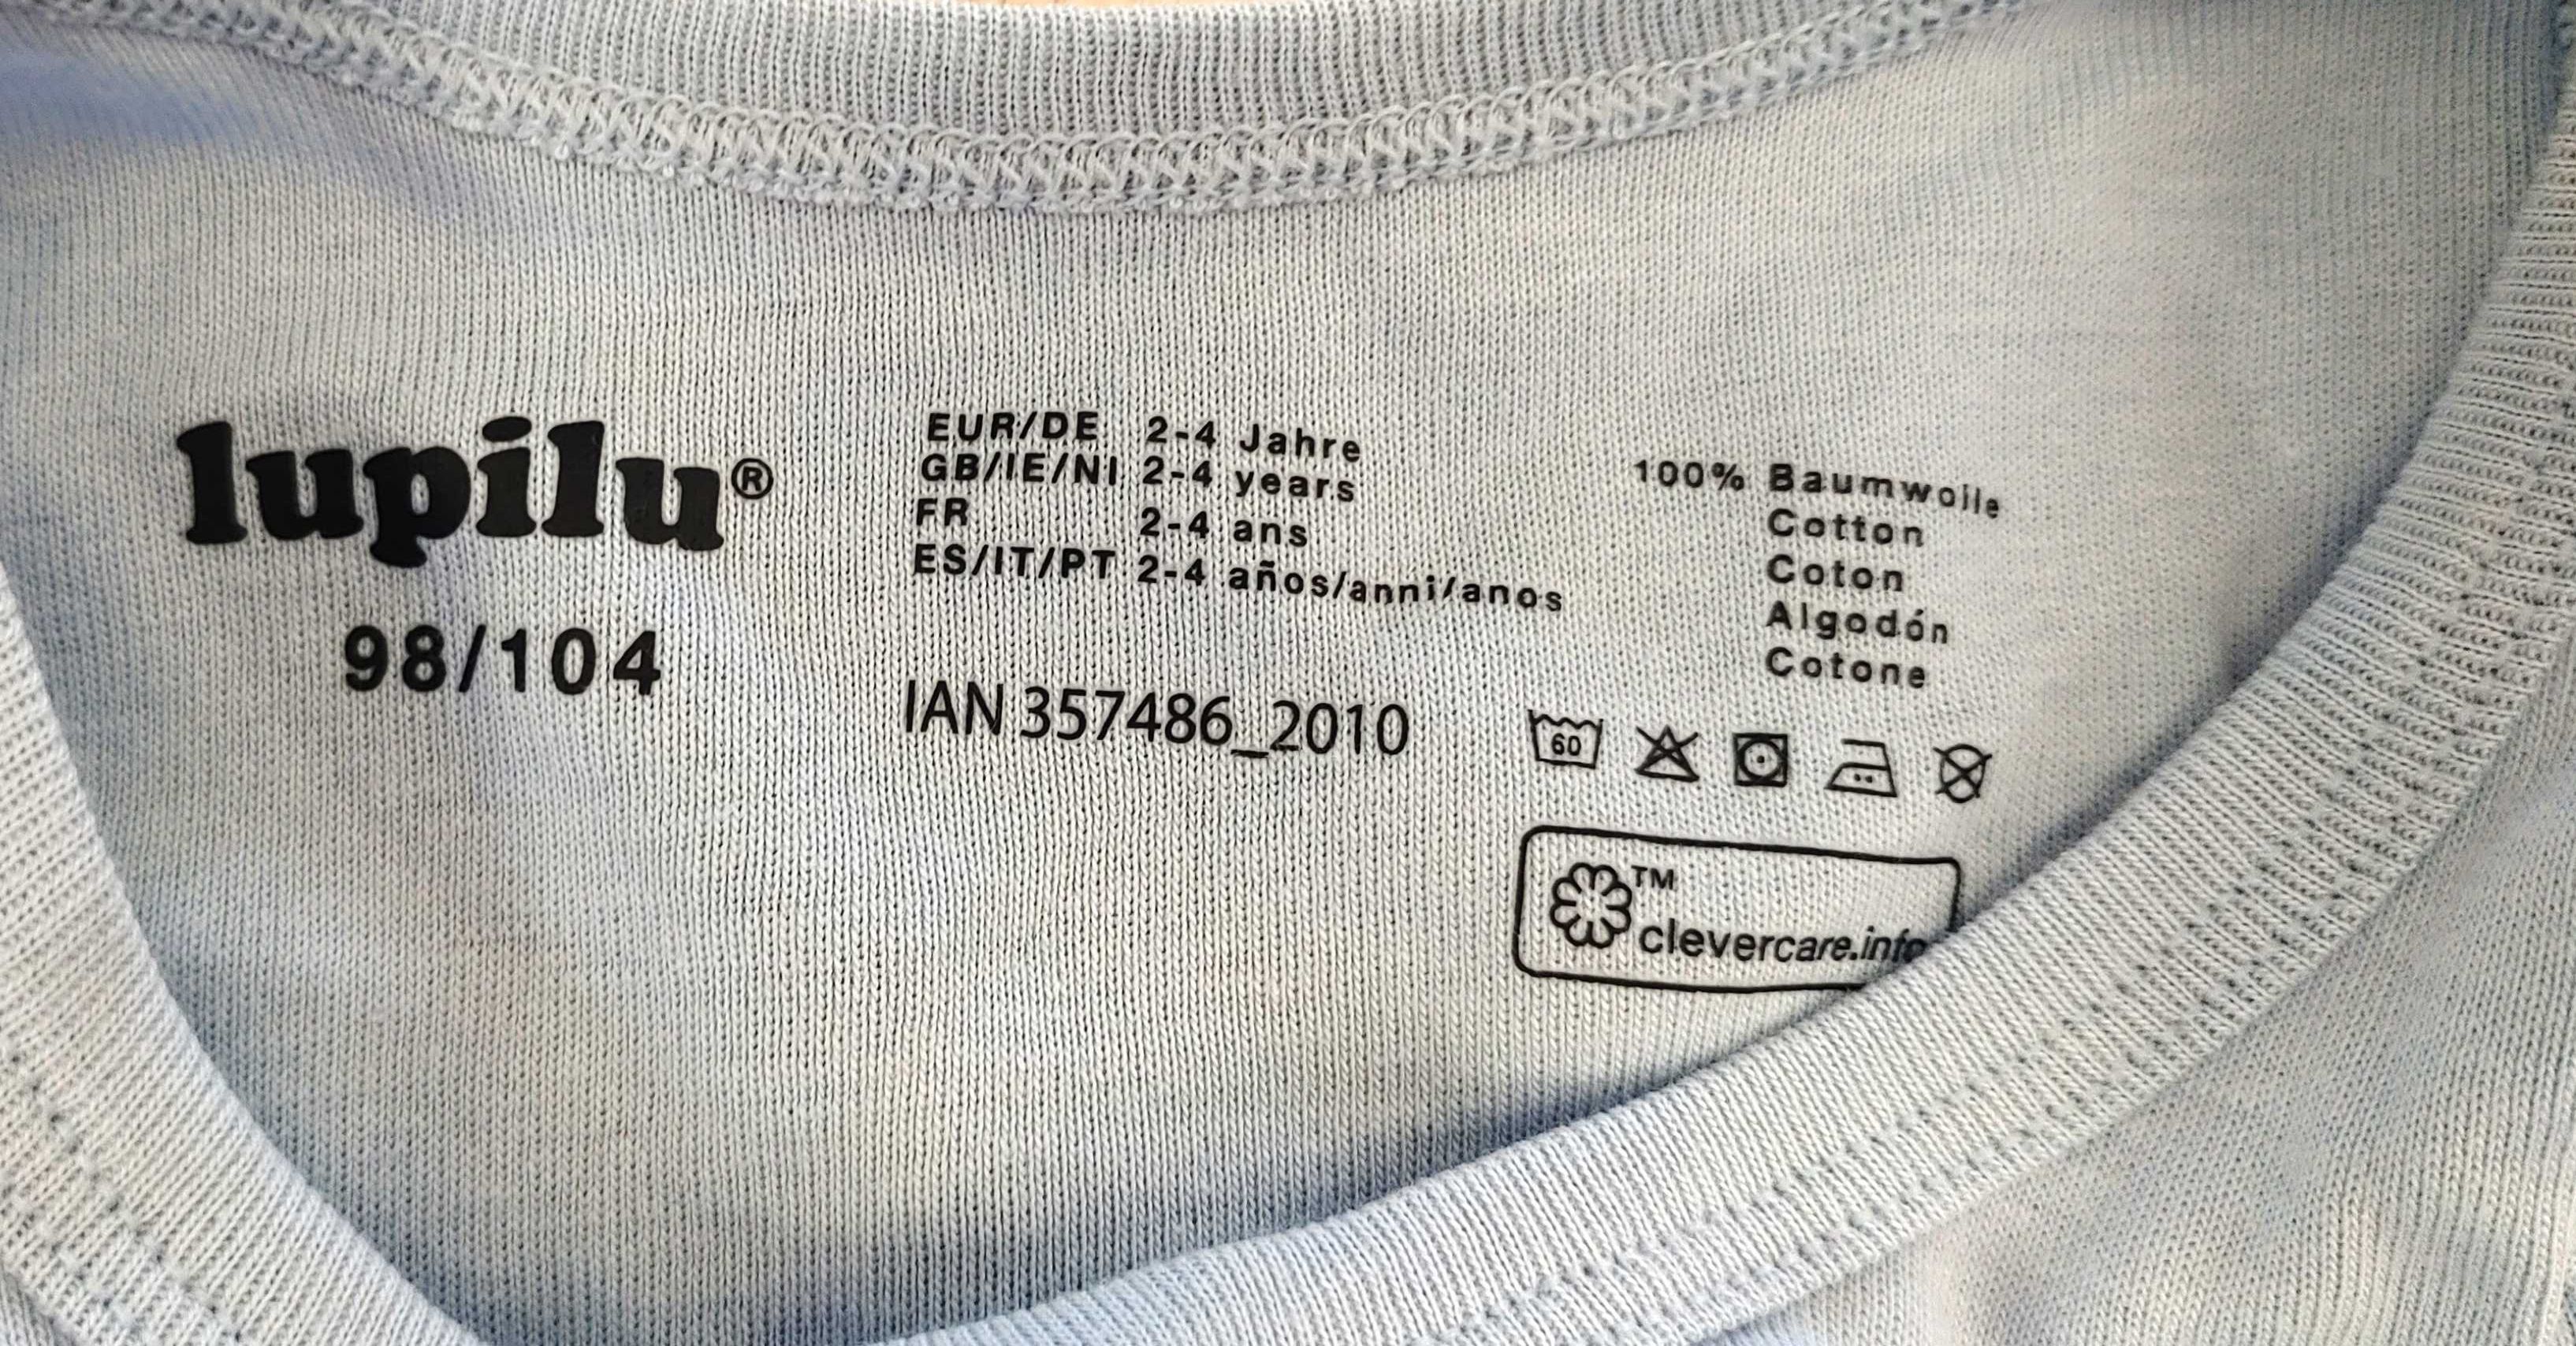 lupilu®
98/104
EUR/DE 2-4 Jahre
GB/IE/NI 2-4 years
FR 2-4 ans
ES/IT/PT 2-4 años/anni/anos
IAN 357486_2010
100% Baumwolle
Cotton
Coton
Algodón
Cotone
60
TM
clevercare.info